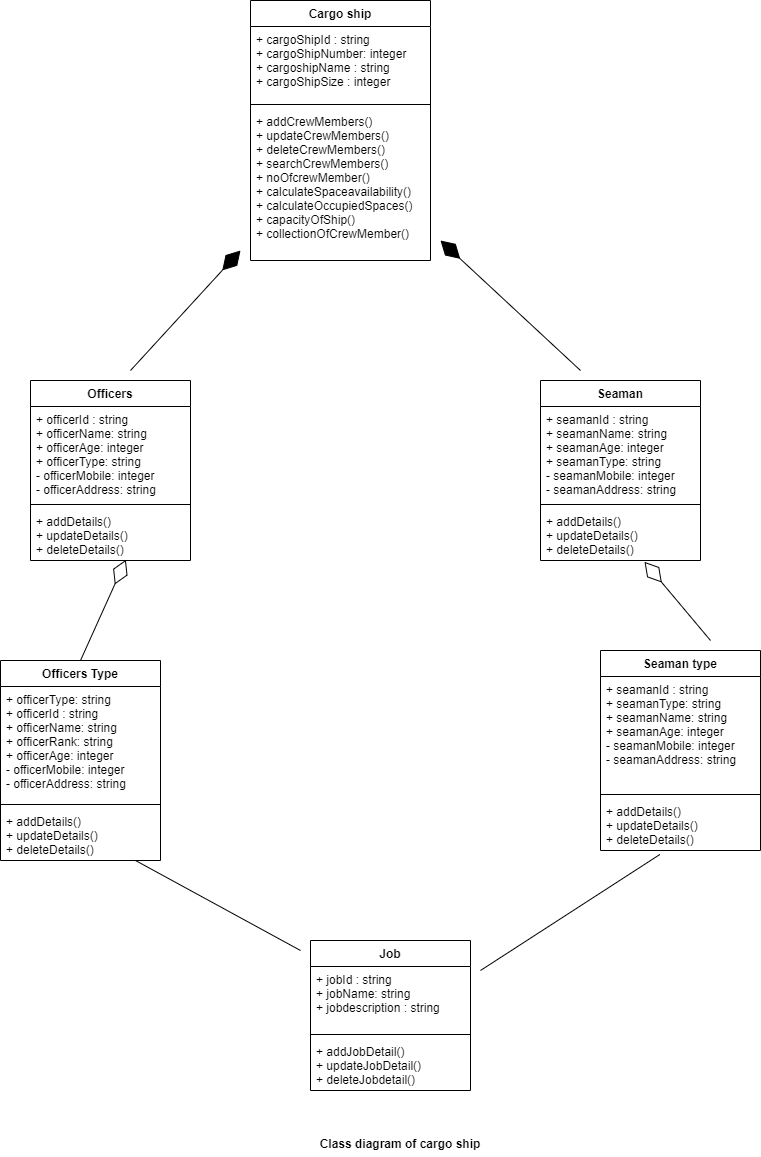 Cargo ship
+ cargoShipId : string
+ cargoShipNumber: integer
+ cargoshipName : string
+ cargoShipSize : integer
+ addCrewMembers()
+ updateCrewMembers()
+ deleteCrewMembers()
+ searchCrewMembers()
+ noOfcrewMember()
+ calculateSpaceavailability()
+ calculateOccupiedSpaces()
+ capacityOfShip()
+ collectionOfCrewMember()
Officers
+ officerId : string
+ officerName: string
+ officerAge: integer
+ officerType: string
- officerMobile: integer
- officerAddress: string
+ addDetails()
+ updateDetails()
+ deleteDetails()
Seaman
+ seamanId : string
+ seamanName: string
+ seamanAge: integer
+ seamanType: string
- seamanMobile: integer
- seamanAddress: string
+ addDetails()
+ updateDetails()
+ deleteDetails()
Officers Type
+ officerType: string
+ officerId : string
+ officerName: string
+ officerRank: string
+ officerAge: integer
- officerMobile: integer
- officerAddress: string
+ addDetails()
+ updateDetails()
+ deleteDetails()
Seaman type
+ seamanId : string
+ seamanType: string
+ seamanName: string
+ seamanAge: integer
- seamanMobile: integer
- seamanAddress: string
+ addDetails()
+ updateDetails()
+ deleteDetails()
Job
+ jobId : string
+ jobName: string
+ jobdescription : string
+ addJobDetail()
+ updateJobDetail()
+ deleteJobdetail()
Class diagram of cargo ship